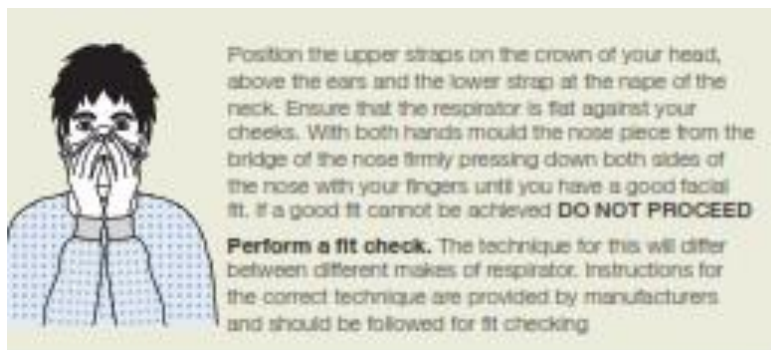 Position the upper straps on the crown of your head,
above the ears and the lower strap at the nape of the
neck. Ensure that the respirator is flat against your
cheeks. With both hands mould the nose piece from the
bridge of the nose firmly pressing down both sides of
the nose with your fingers until you have a good facial
fit. If a good fit cannot be achieved DO NOT PROCEED
Perform a fit check. The technique for this will differ
between different makes of respirator. Instructions for
the correct technique are provided by manufacturers
and should be followed for fit checking